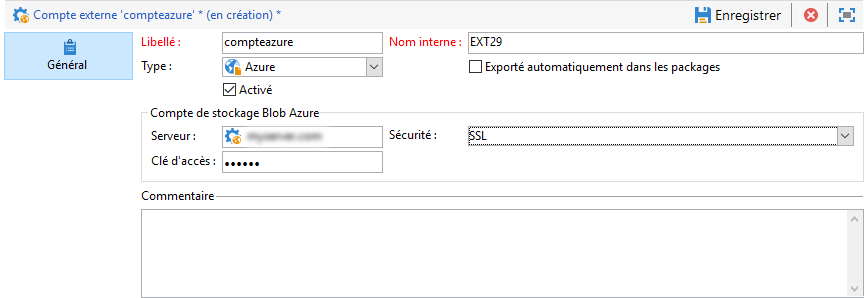 Compte externe 'compteazure' * (en création) *
Enregistrer
Général
Libellé :
compteazure
Nom interne :
EXT29
Type :
Azure
Exporté automatiquement dans les packages
Activé
Compte de stockage Blob Azure
Serveur :
Sécurité :
SSL
Clé d'accès :
••••••
Commentaire